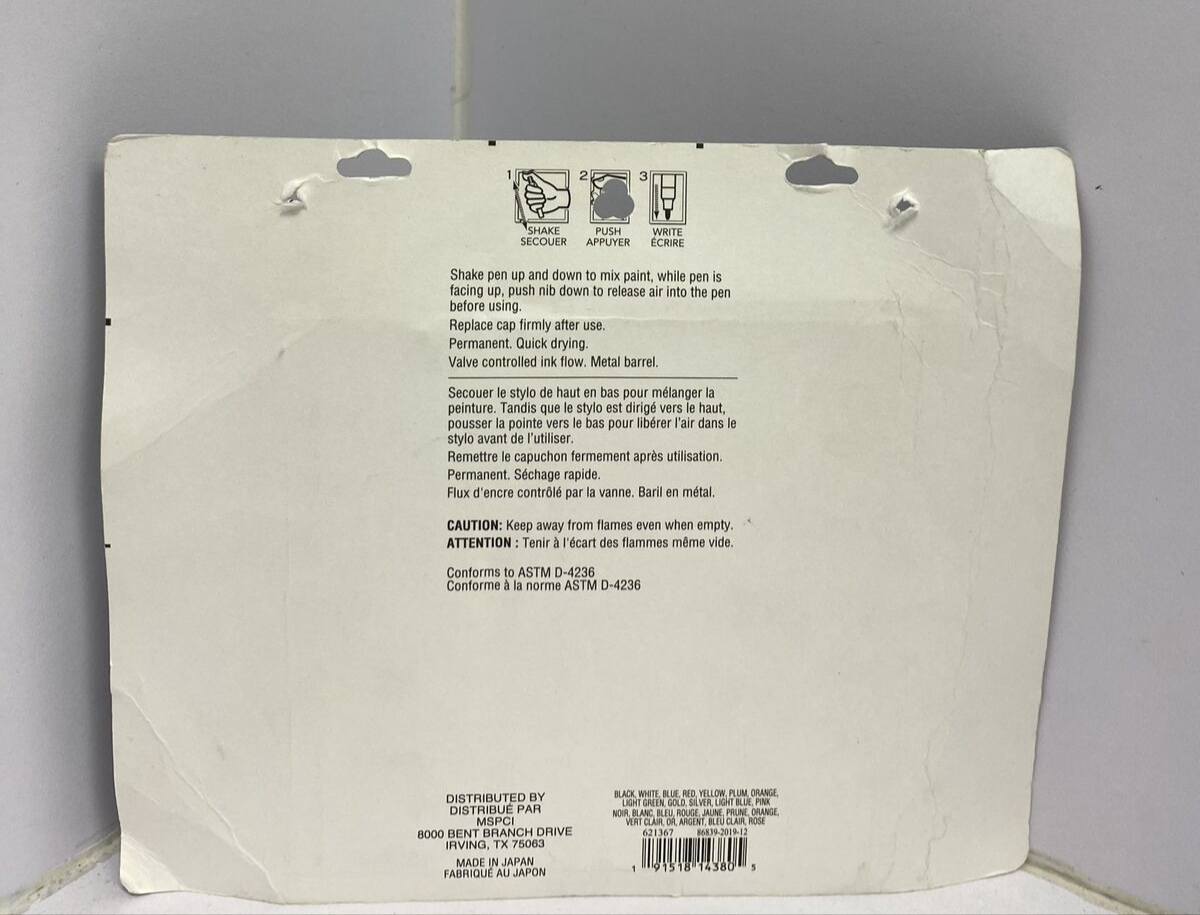 1 2 3
SHAKE PUSH WRITE
SECOUER APPUYER ÉCRIRE
Shake pen up and down to mix paint, while pen is
facing up, push nib down to release air into the pen
before using.
Replace cap firmly after use.
Permanent. Quick drying.
Valve controlled ink flow. Metal barrel.
Secouer le stylo de haut en bas pour mélanger la
peinture. Tandis que le stylo est dirigé vers le haut,
pousser la pointe vers le bas pour libérer l'air dans le
stylo avant de l'utiliser.
Remettre le capuchon fermement après utilisation.
Permanent. Séchage rapide.
Flux d'encre contrôlé par la vanne. Baril en métal.
CAUTION: Keep away from flames even when empty.
ATTENTION : Tenir à l'écart des flammes même vide.
Conforms to ASTM D-4236
Conforme à la norme ASTM D-4236
DISTRIBUTED BY
DISTRIBUÉ PAR
MSPCI
8000 BENT BRANCH DRIVE
IRVING, TX 75063
MADE IN JAPAN
FABRIQUÉ AU JAPON
BLACK, WHITE, BLUE, RED, YELLOW, PLUM, ORANGE,
LIGHT GREEN, GOLD, SILVER, LIGHT BLUE, PINK
NOIR, BLANC, BLEU, ROUGE, JAUNE, PRUNE, ORANGE,
VERT CLAIR, OR, ARGENT, BLEU CLAIR, ROSE
621367 86839-2019-12
1 91518 14380 5